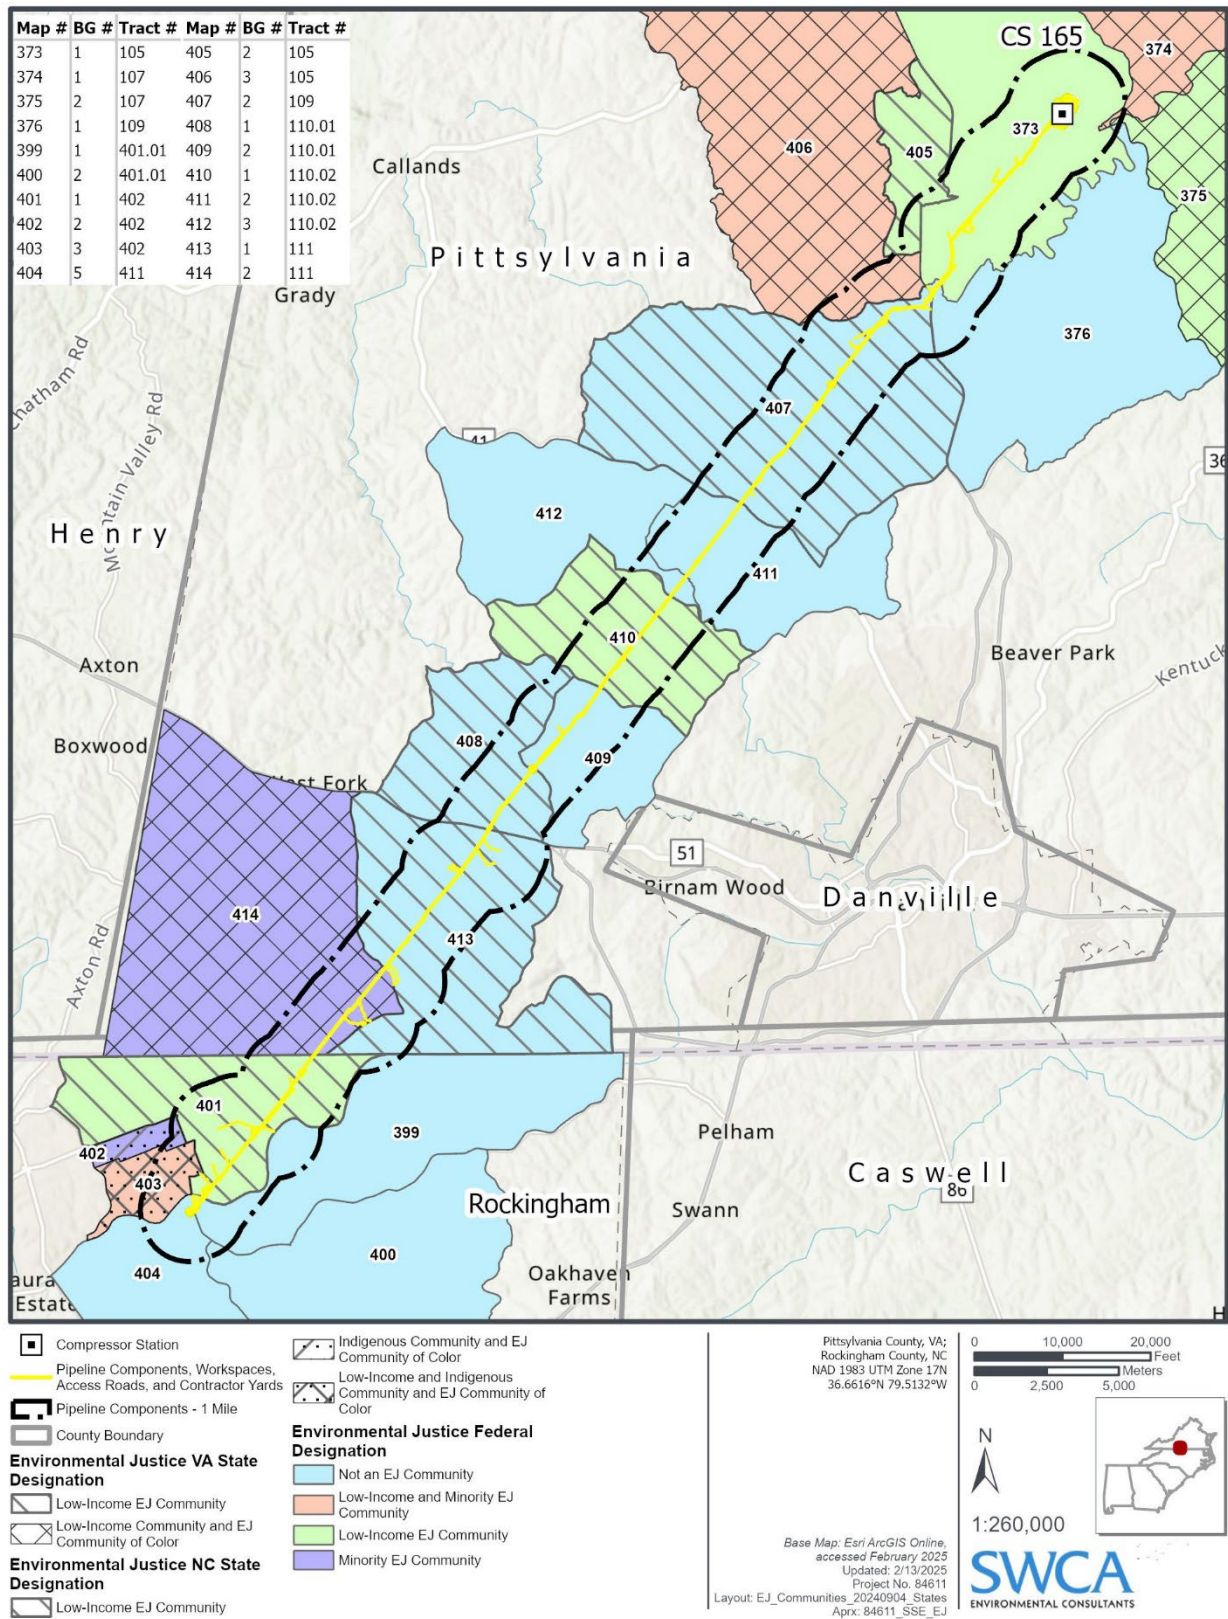 Map # BG # Tract # Map # BG # Tract #
373 1 105 405 2 105
374 1 107 406 3 105
375 2 107 407 2 109
376 1 109 408 1 110.01
399 1 401.01 409 2 110.01
400 2 401.01 410 1 110.02
401 1 402 411 2 110.02
402 2 402 412 3 110.02
403 3 402 413 1 111
404 5 411 414 2 111
CS 165
374
373
406
405
375
Callands
Pittsylvania
Grady
376
Chatham Rd
Mountain Valley Rd
407
41
36
412
Henry
411
410
Axton
Beaver Park
Kentuck
408
Boxwood
409
West Fork
51
Birnam Wood
Danville
414
413
Axton Rd
401
399
Pelham
402
403
Caswell
Rockingham
86
Swann
400
404
Oakhaven
Farms
aura
Estate
H
Compressor Station
Pipeline Components, Workspaces,
Access Roads, and Contractor Yards
Pipeline Components - 1 Mile
County Boundary
Environmental Justice VA State
Designation
Low-Income EJ Community
Low-Income Community and EJ
Community of Color
Environmental Justice NC State
Designation
Low-Income EJ Community
Indigenous Community and EJ
Community of Color
Low-Income and Indigenous
Community and EJ Community of
Color
Environmental Justice Federal
Designation
Not an EJ Community
Low-Income and Minority EJ
Community
Low-Income EJ Community
Minority EJ Community
Pittsylvania County, VA;
Rockingham County, NC
NAD 1983 UTM Zone 17N
36.6616°N 79.5132°W
Base Map: Esri ArcGIS Online,
accessed February 2025
Updated: 2/13/2025
Project No. 84611
Layout: EJ_Communities_20240904_States
Aprx: 84611_SSE_EJ
0 10,000 20,000
Feet
Meters
0 2,500 5,000
N
1:260,000
SWCA
ENVIRONMENTAL CONSULTANTS